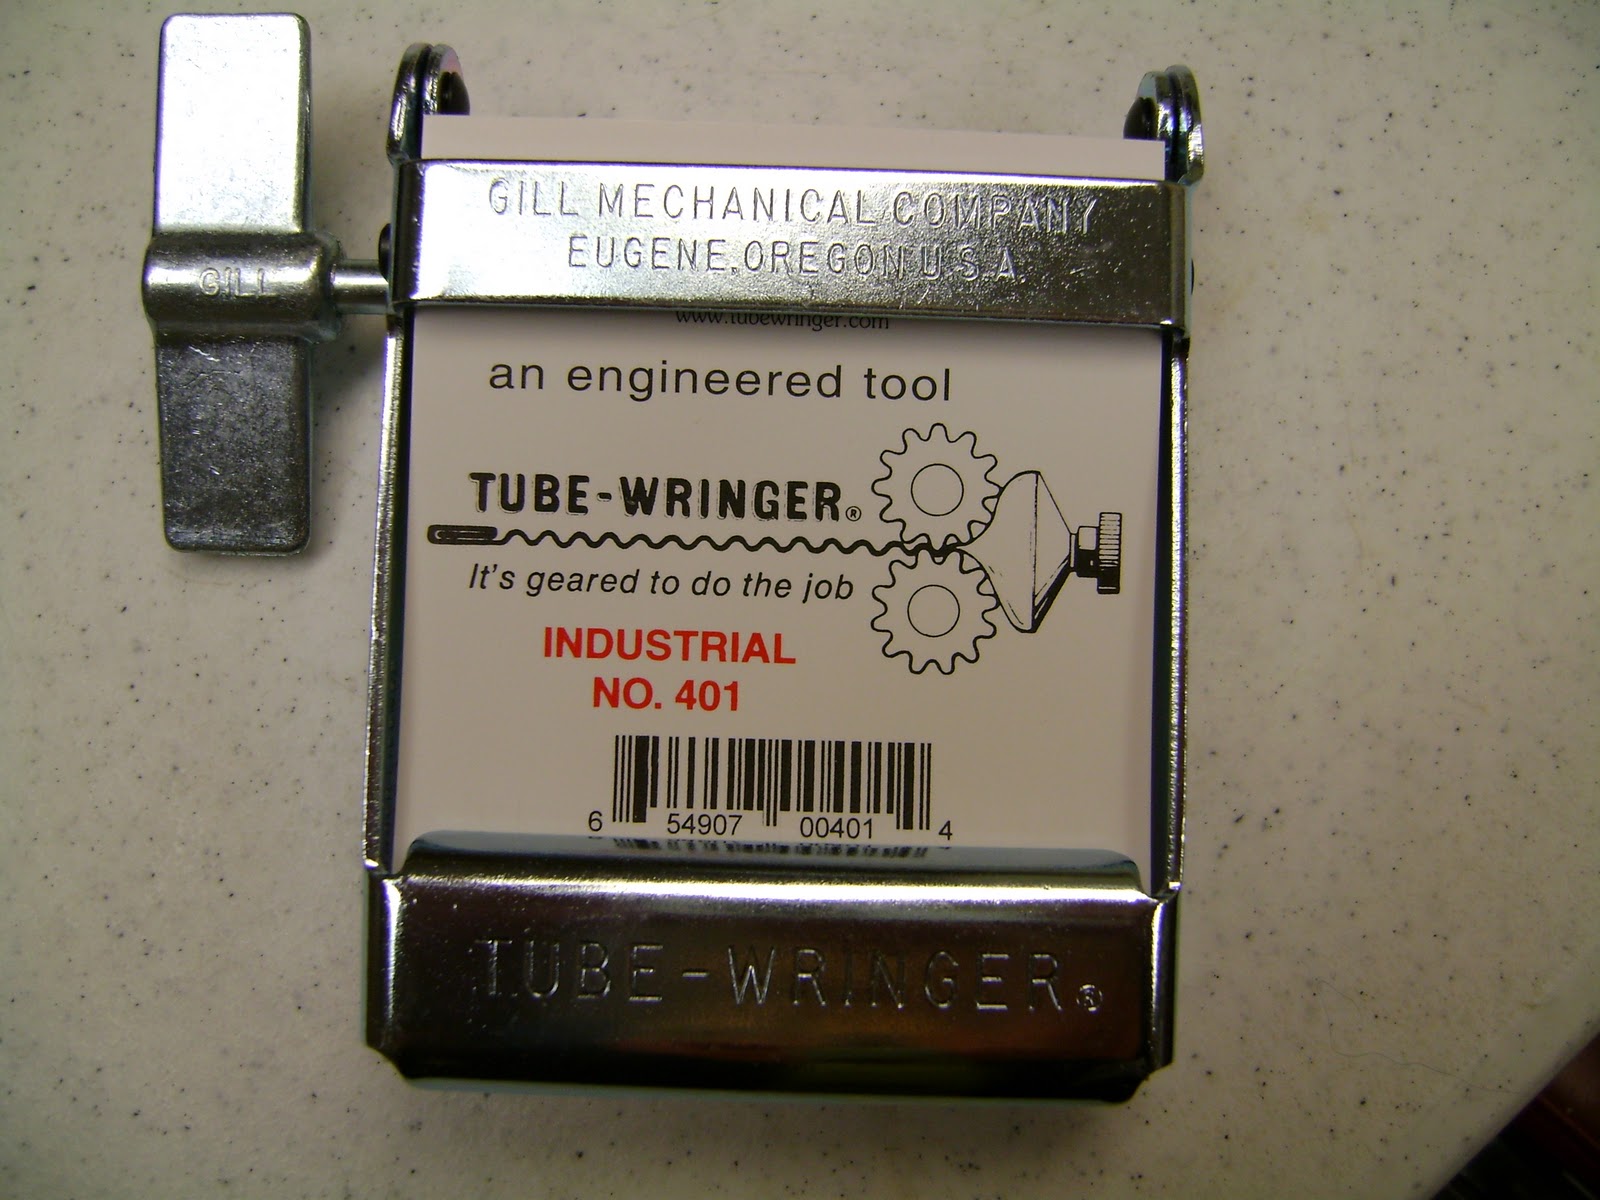 GILL
GILL MECHANICAL COMPANY
EUGENE, OREGON U.S.A.
www.tubewringer.com
an engineered tool
TUBE-WRINGER®
It's geared to do the job
INDUSTRIAL
NO. 401
6 54907 00401 4
TUBE-WRINGER®